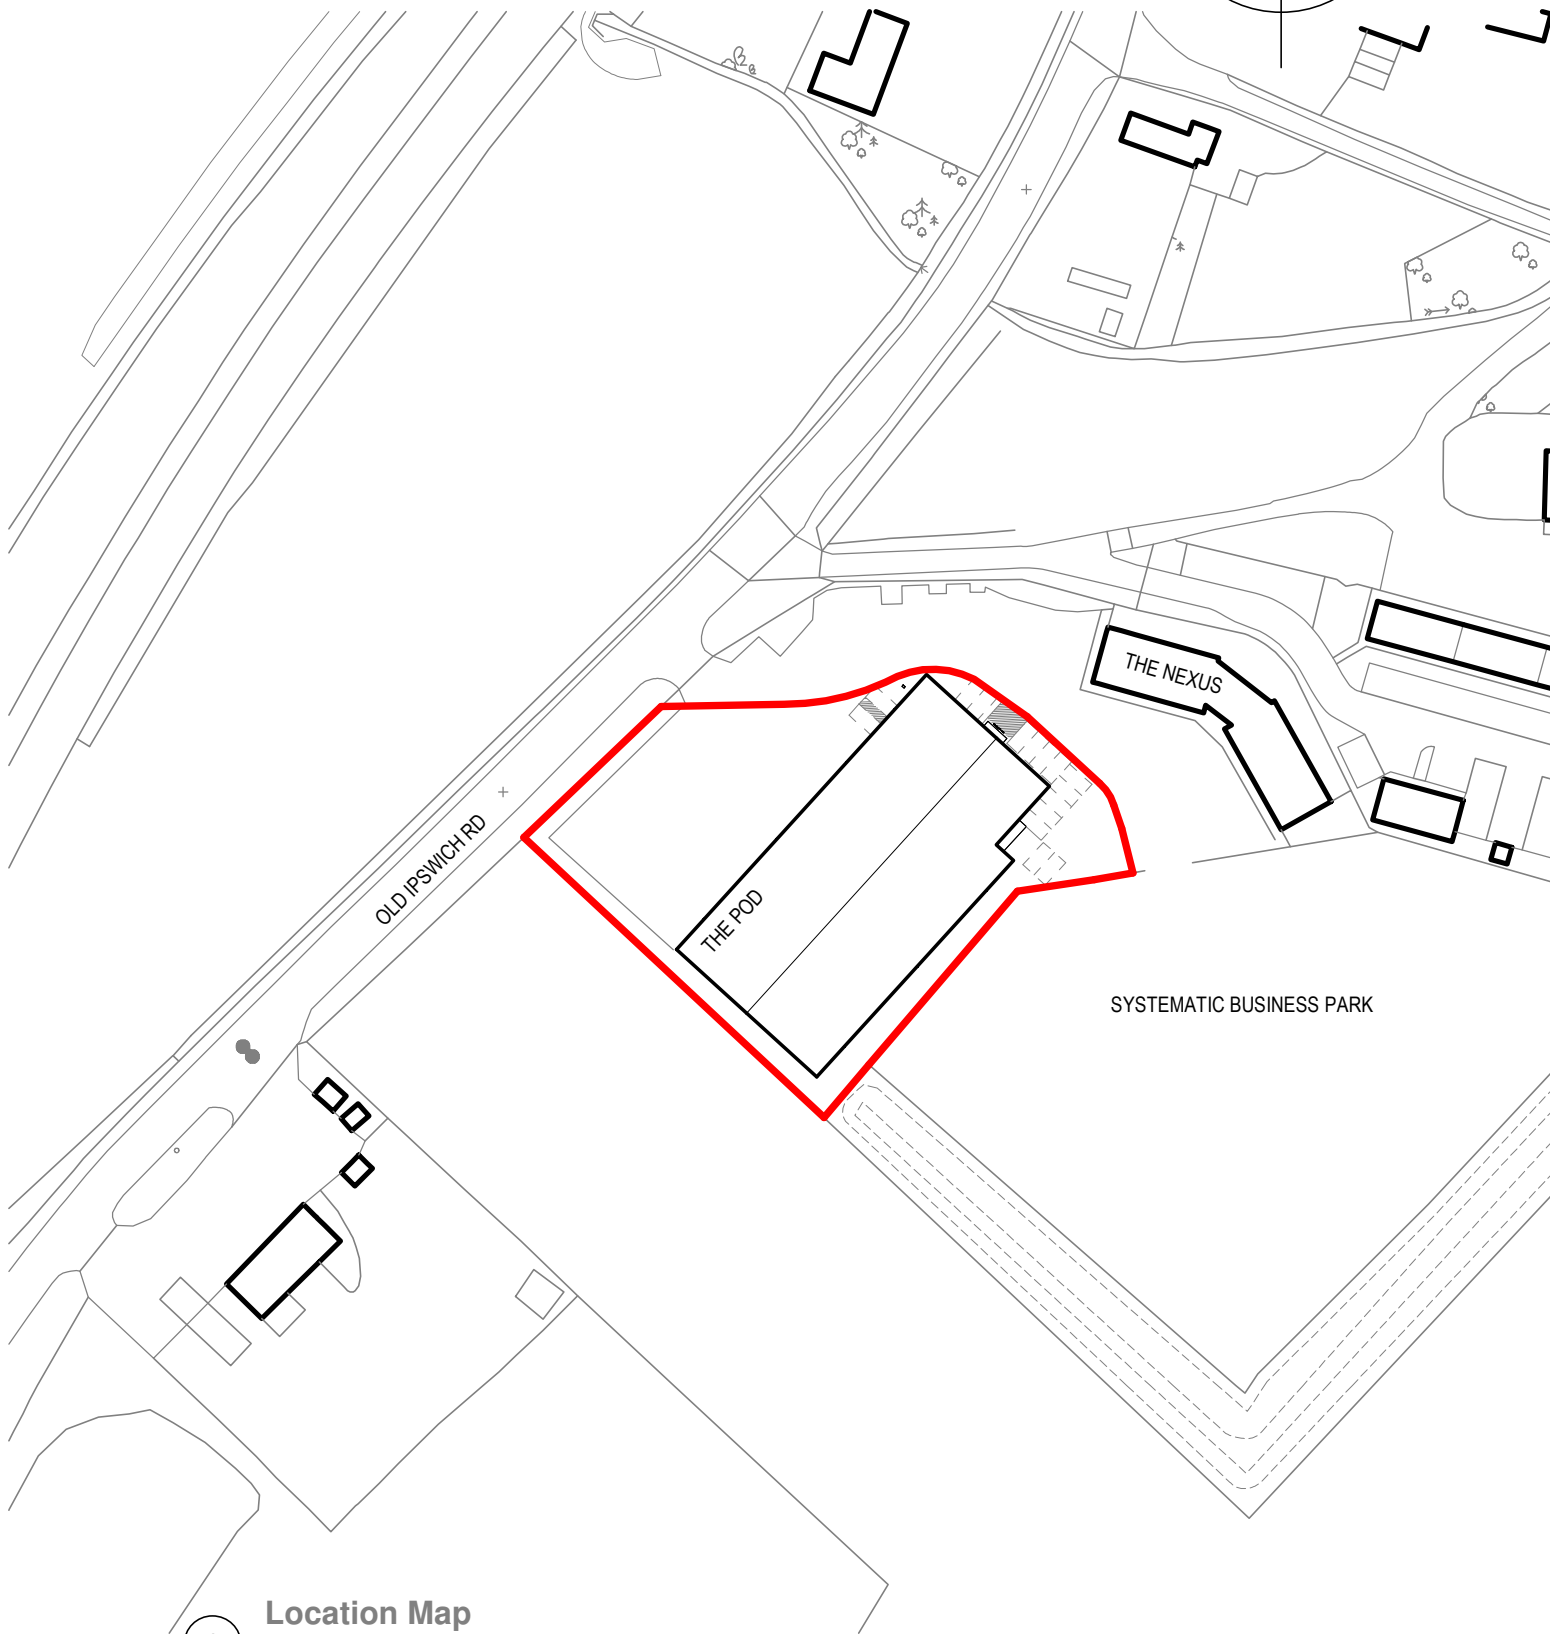 THE NEXUS
OLD IPSWICH RD
THE POD
SYSTEMATIC BUSINESS PARK
Location Map